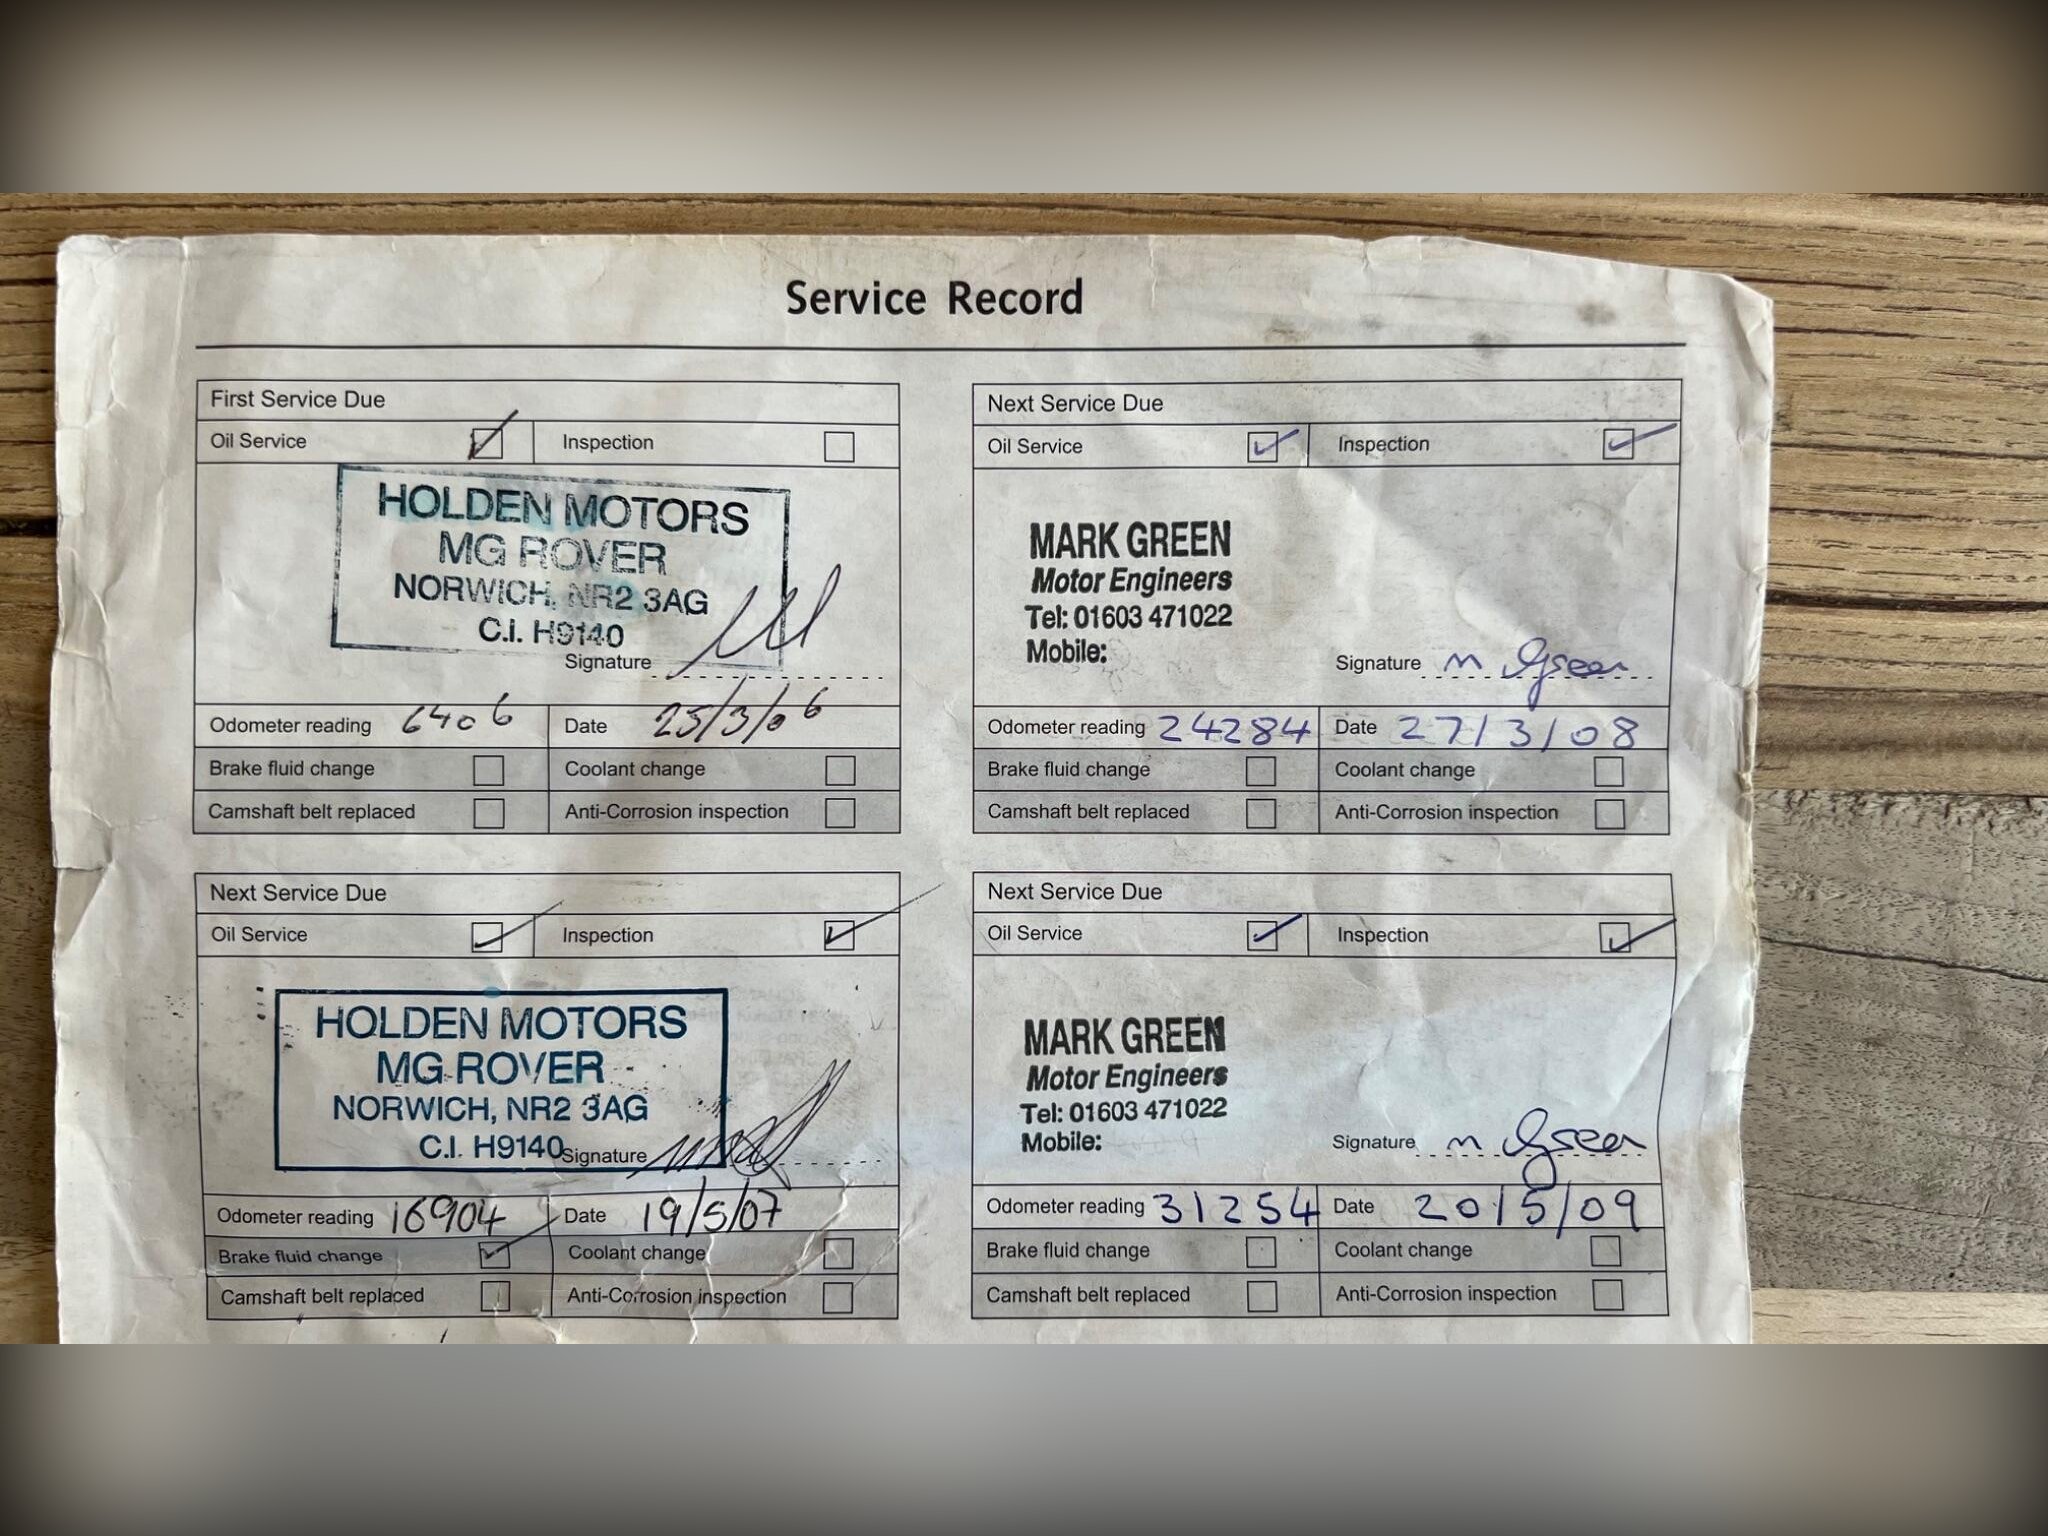 Service Record
First Service Due
Oil Service Inspection
HOLDEN MOTORS
MG ROVER
NORWICH, NR2 3AG
C.I. H9140
Signature
Odometer reading 6406 Date 25/3/06
Brake fluid change Coolant change
Camshaft belt replaced Anti-Corrosion inspection
Next Service Due
Oil Service Inspection
HOLDEN MOTORS
MG ROVER
NORWICH, NR2 3AG
C.I. H9140
Signature
Odometer reading 16904 Date 19/5/07
Brake fluid change Coolant change
Camshaft belt replaced Anti-Corrosion inspection
Next Service Due
Oil Service Inspection
MARK GREEN
Motor Engineers
Tel: 01603 471022
Mobile:
Signature M Green
Odometer reading 24284 Date 27/3/08
Brake fluid change Coolant change
Camshaft belt replaced Anti-Corrosion inspection
Next Service Due
Oil Service Inspection
MARK GREEN
Motor Engineers
Tel: 01603 471022
Mobile:
Signature M Green
Odometer reading 31254 Date 20/5/09
Brake fluid change Coolant change
Camshaft belt replaced Anti-Corrosion inspection